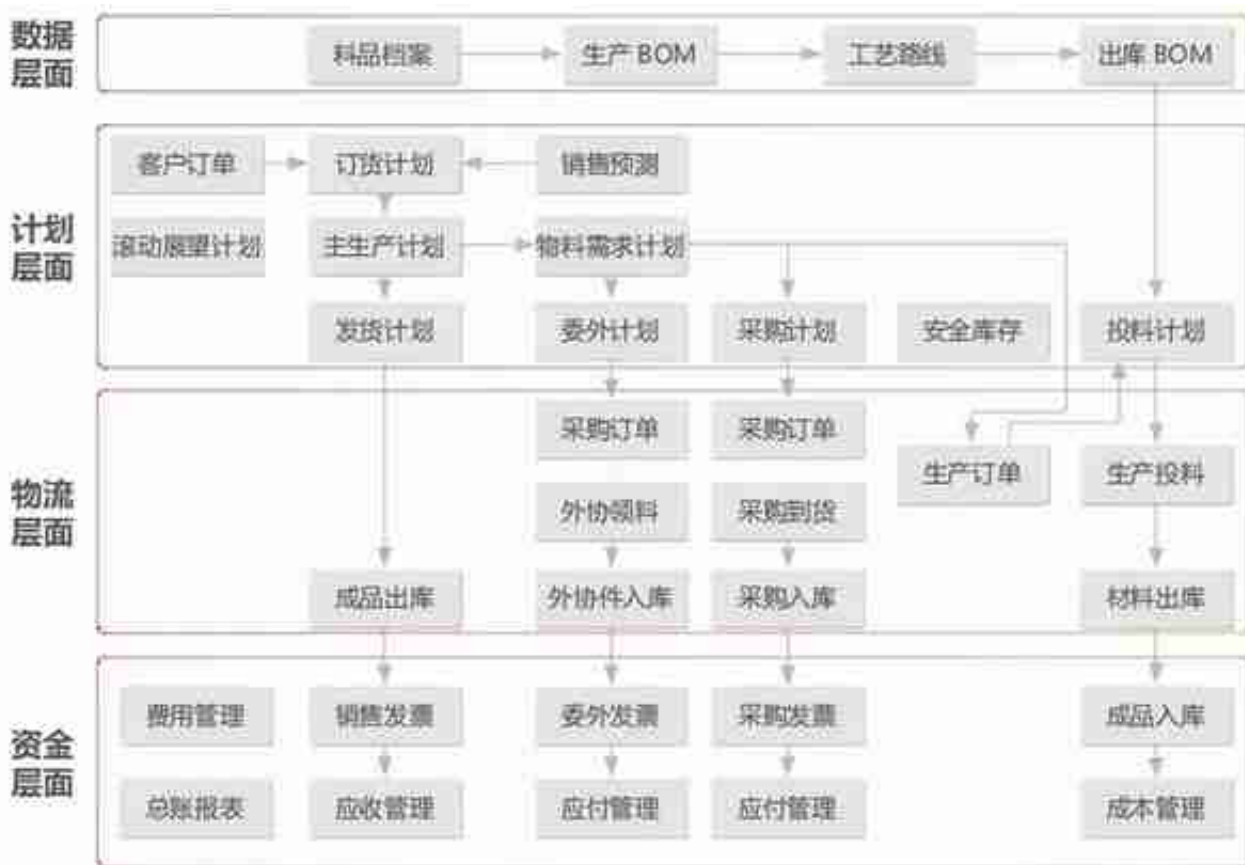 数据
层面
料品档案
生产 BOM
工艺路线
出库 BOM
计划
层面
客户订单
订货计划
销售预测
滚动展望计划
主生产计划
物料需求计划
发货计划
委外计划
采购计划
安全库存
投料计划
物流
层面
采购订单
采购订单
生产订单
生产投料
外协领料
采购到货
成品出库
外协件入库
采购入库
材料出库
资金
层面
费用管理
销售发票
委外发票
采购发票
成品入库
总账报表
应收管理
应付管理
应付管理
成本管理